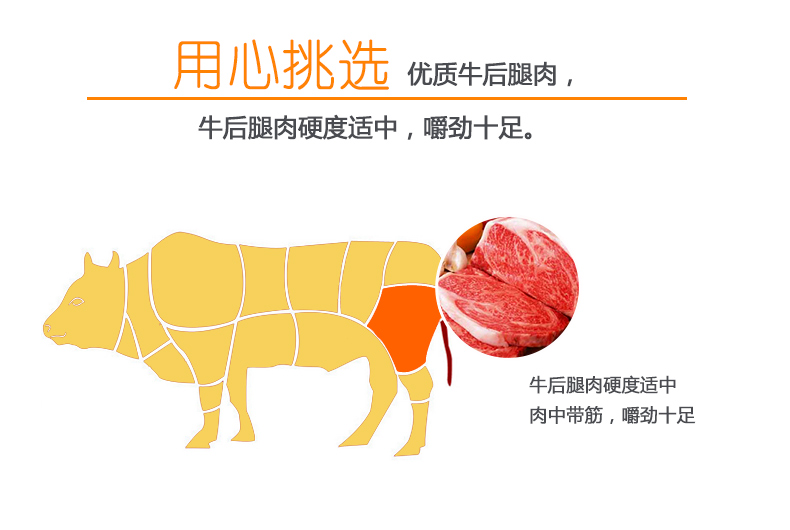 用心挑选 优质牛后腿肉，
牛后腿肉硬度适中，嚼劲十足。
牛后腿肉硬度适中
肉中带筋，嚼劲十足